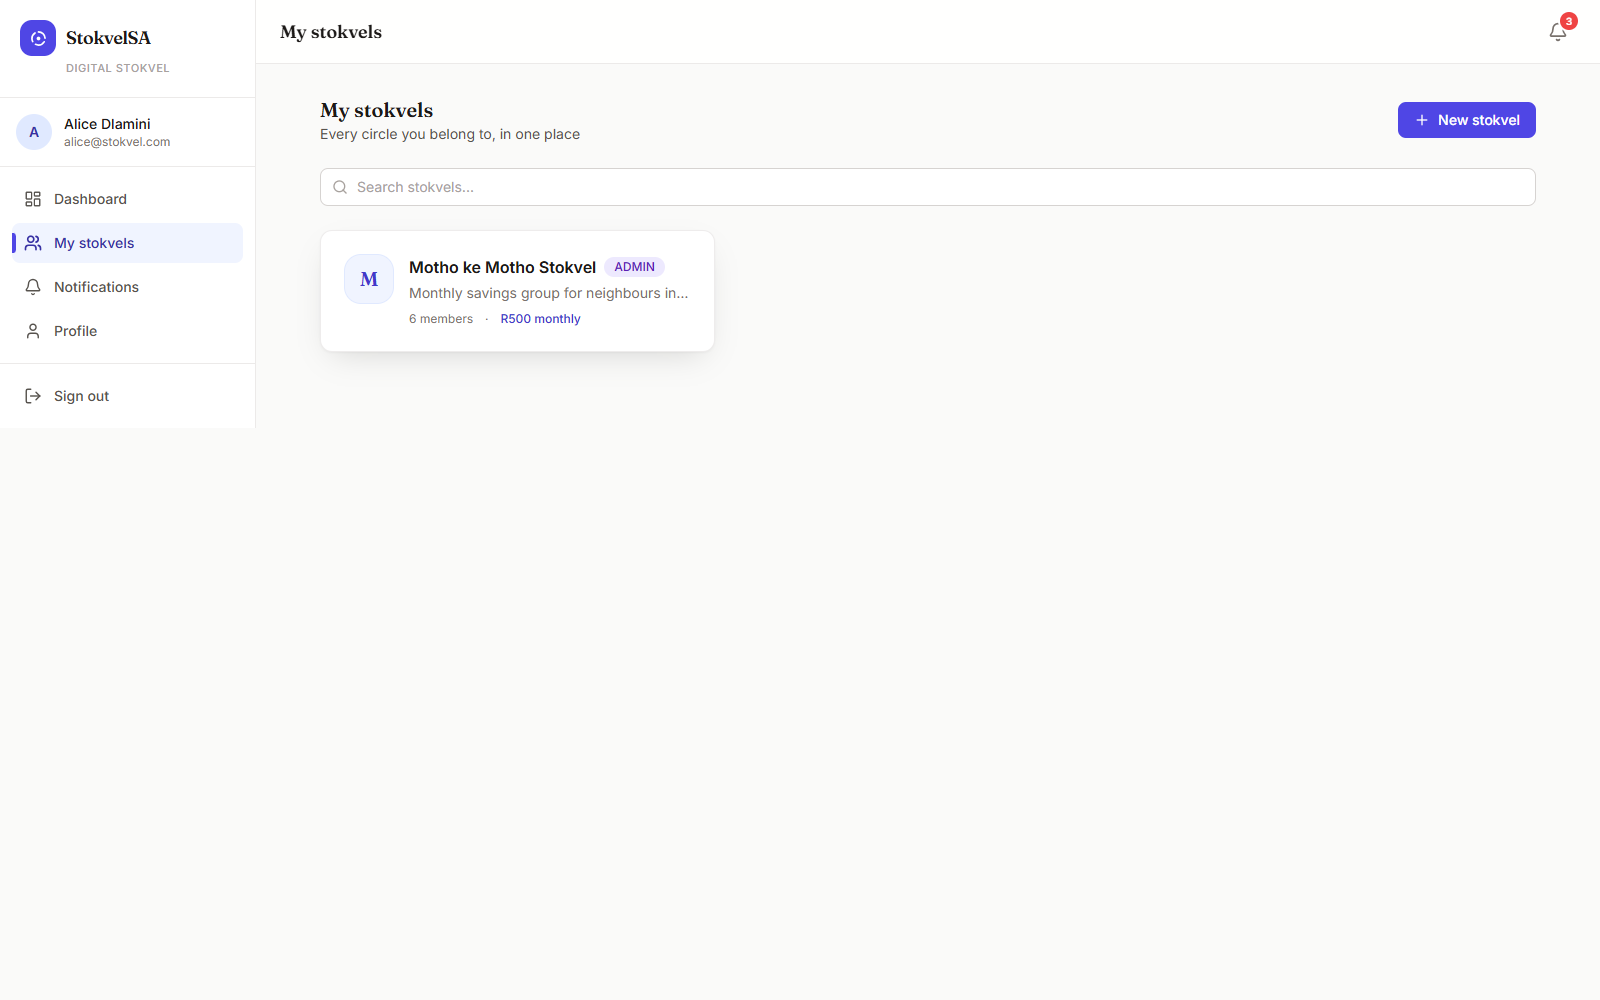 StokvelSA
DIGITAL STOKVEL
A
Alice Dlamini
alice@stokvel.com
Dashboard
My stokvels
Notifications
Profile
Sign out
My stokvels
3
My stokvels
Every circle you belong to, in one place
New stokvel
Search stokvels...
M
Motho ke Motho Stokvel ADMIN
Monthly savings group for neighbours in...
6 members · R500 monthly